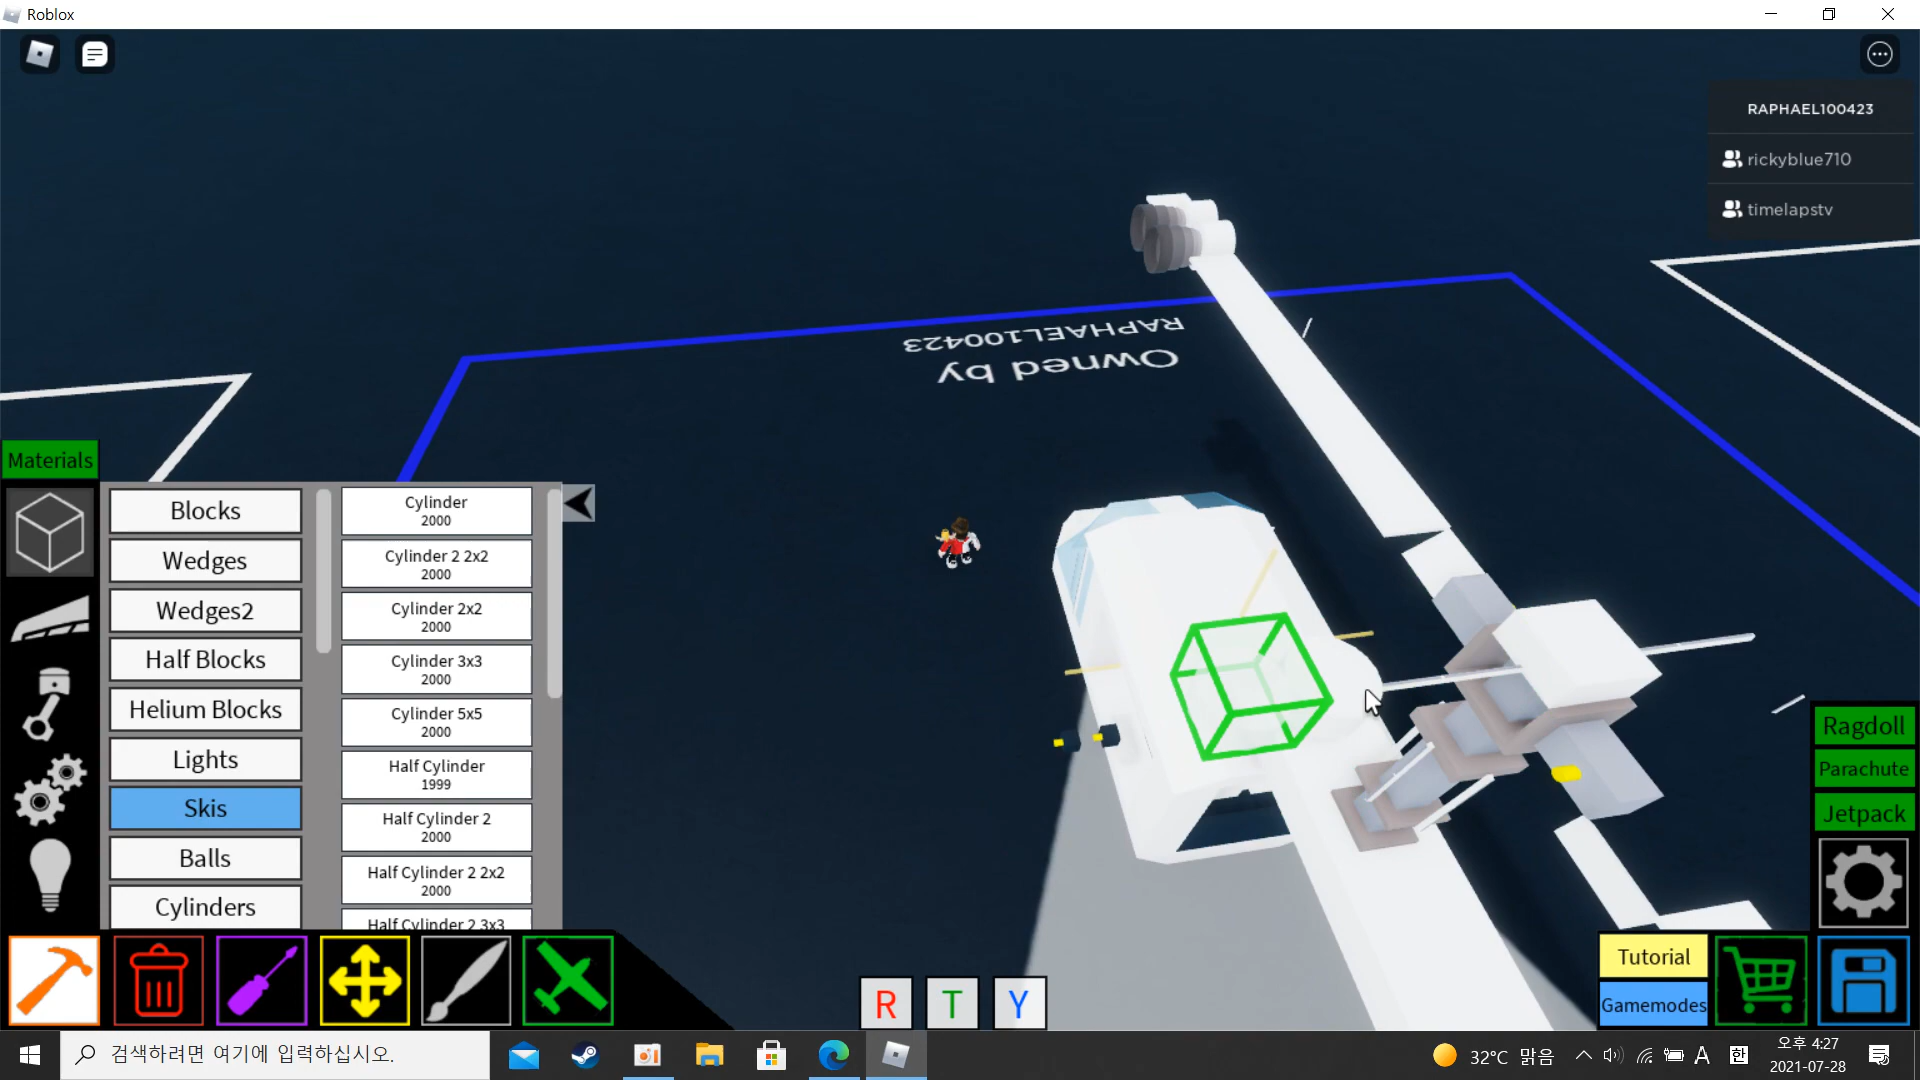 Roblox
RAPHAEL100423
rickyblue710
timelapstv
Owned by
RAPHAEL100423
Materials
Blocks
Wedges
Wedges2
Half Blocks
Helium Blocks
Lights
Skis
Balls
Cylinders
Cylinder
2000
Cylinder 2 2x2
2000
Cylinder 2x2
2000
Cylinder 3x3
2000
Cylinder 5x5
2000
Half Cylinder
1999
Half Cylinder 2
2000
Half Cylinder 2 2x2
2000
Half Cylinder 2 3x3
Ragdoll
Parachute
Jetpack
Tutorial
Gamemodes
R T Y
검색하려면 여기에 입력하십시오.
32°C 맑음
A
한
오후 4:27
2021-07-28